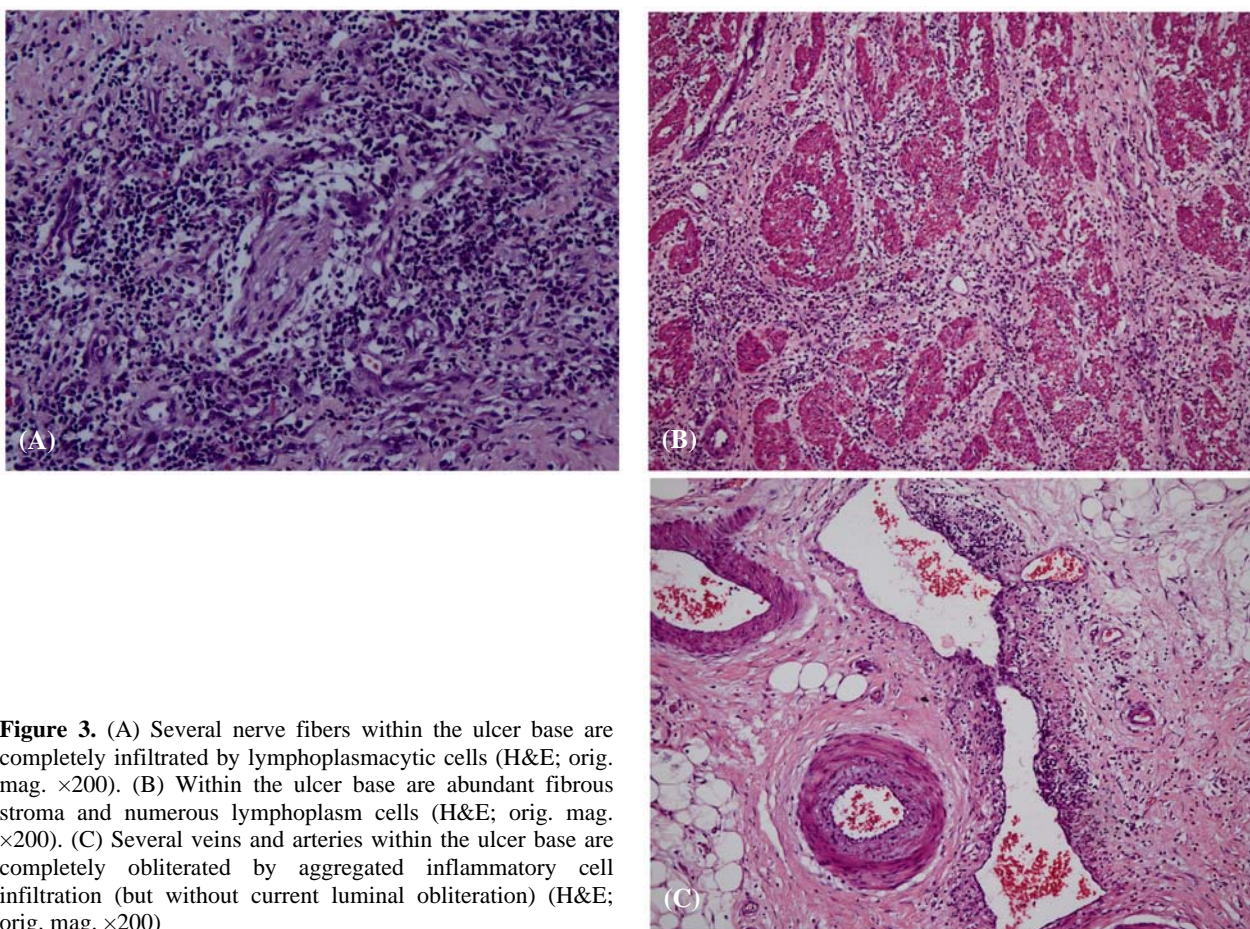 (A)
(B)
(C)
Figure 3. (A) Several nerve fibers within the ulcer base are
completely infiltrated by lymphoplasmacytic cells (H&E; orig.
mag. ×200). (B) Within the ulcer base are abundant fibrous
stroma and numerous lymphoplasm cells (H&E; orig. mag.
×200). (C) Several veins and arteries within the ulcer base are
completely obliterated by aggregated inflammatory cell
infiltration (but without current luminal obliteration) (H&E;
orig. mag. ×200)